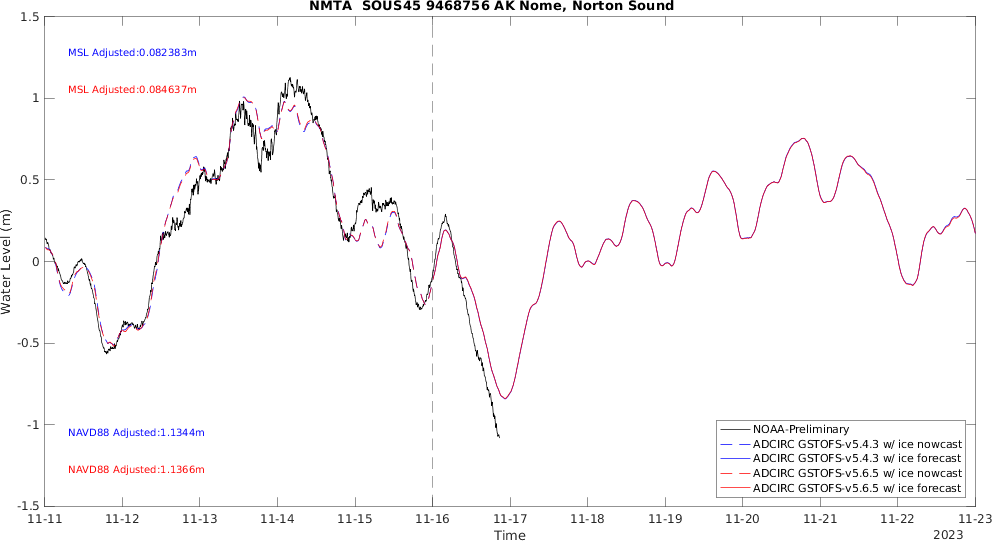 NMTA  SOUS45 9468756 AK Nome, Norton Sound
1.5
1
0.5
0
-0.5
-1
-1.5
Water Level (m)
MSL Adjusted:0.082383m
MSL Adjusted:0.084637m
NAVD88 Adjusted:1.1344m
NAVD88 Adjusted:1.1366m
NOAA-Preliminary
ADCIRC GSTOFS-v5.4.3 w/ ice nowcast
ADCIRC GSTOFS-v5.4.3 w/ ice forecast
ADCIRC GSTOFS-v5.6.5 w/ ice nowcast
ADCIRC GSTOFS-v5.6.5 w/ ice forecast
11-11 11-12 11-13 11-14 11-15 11-16 11-17 11-18 11-19 11-20 11-21 11-22 11-23
Time
2023